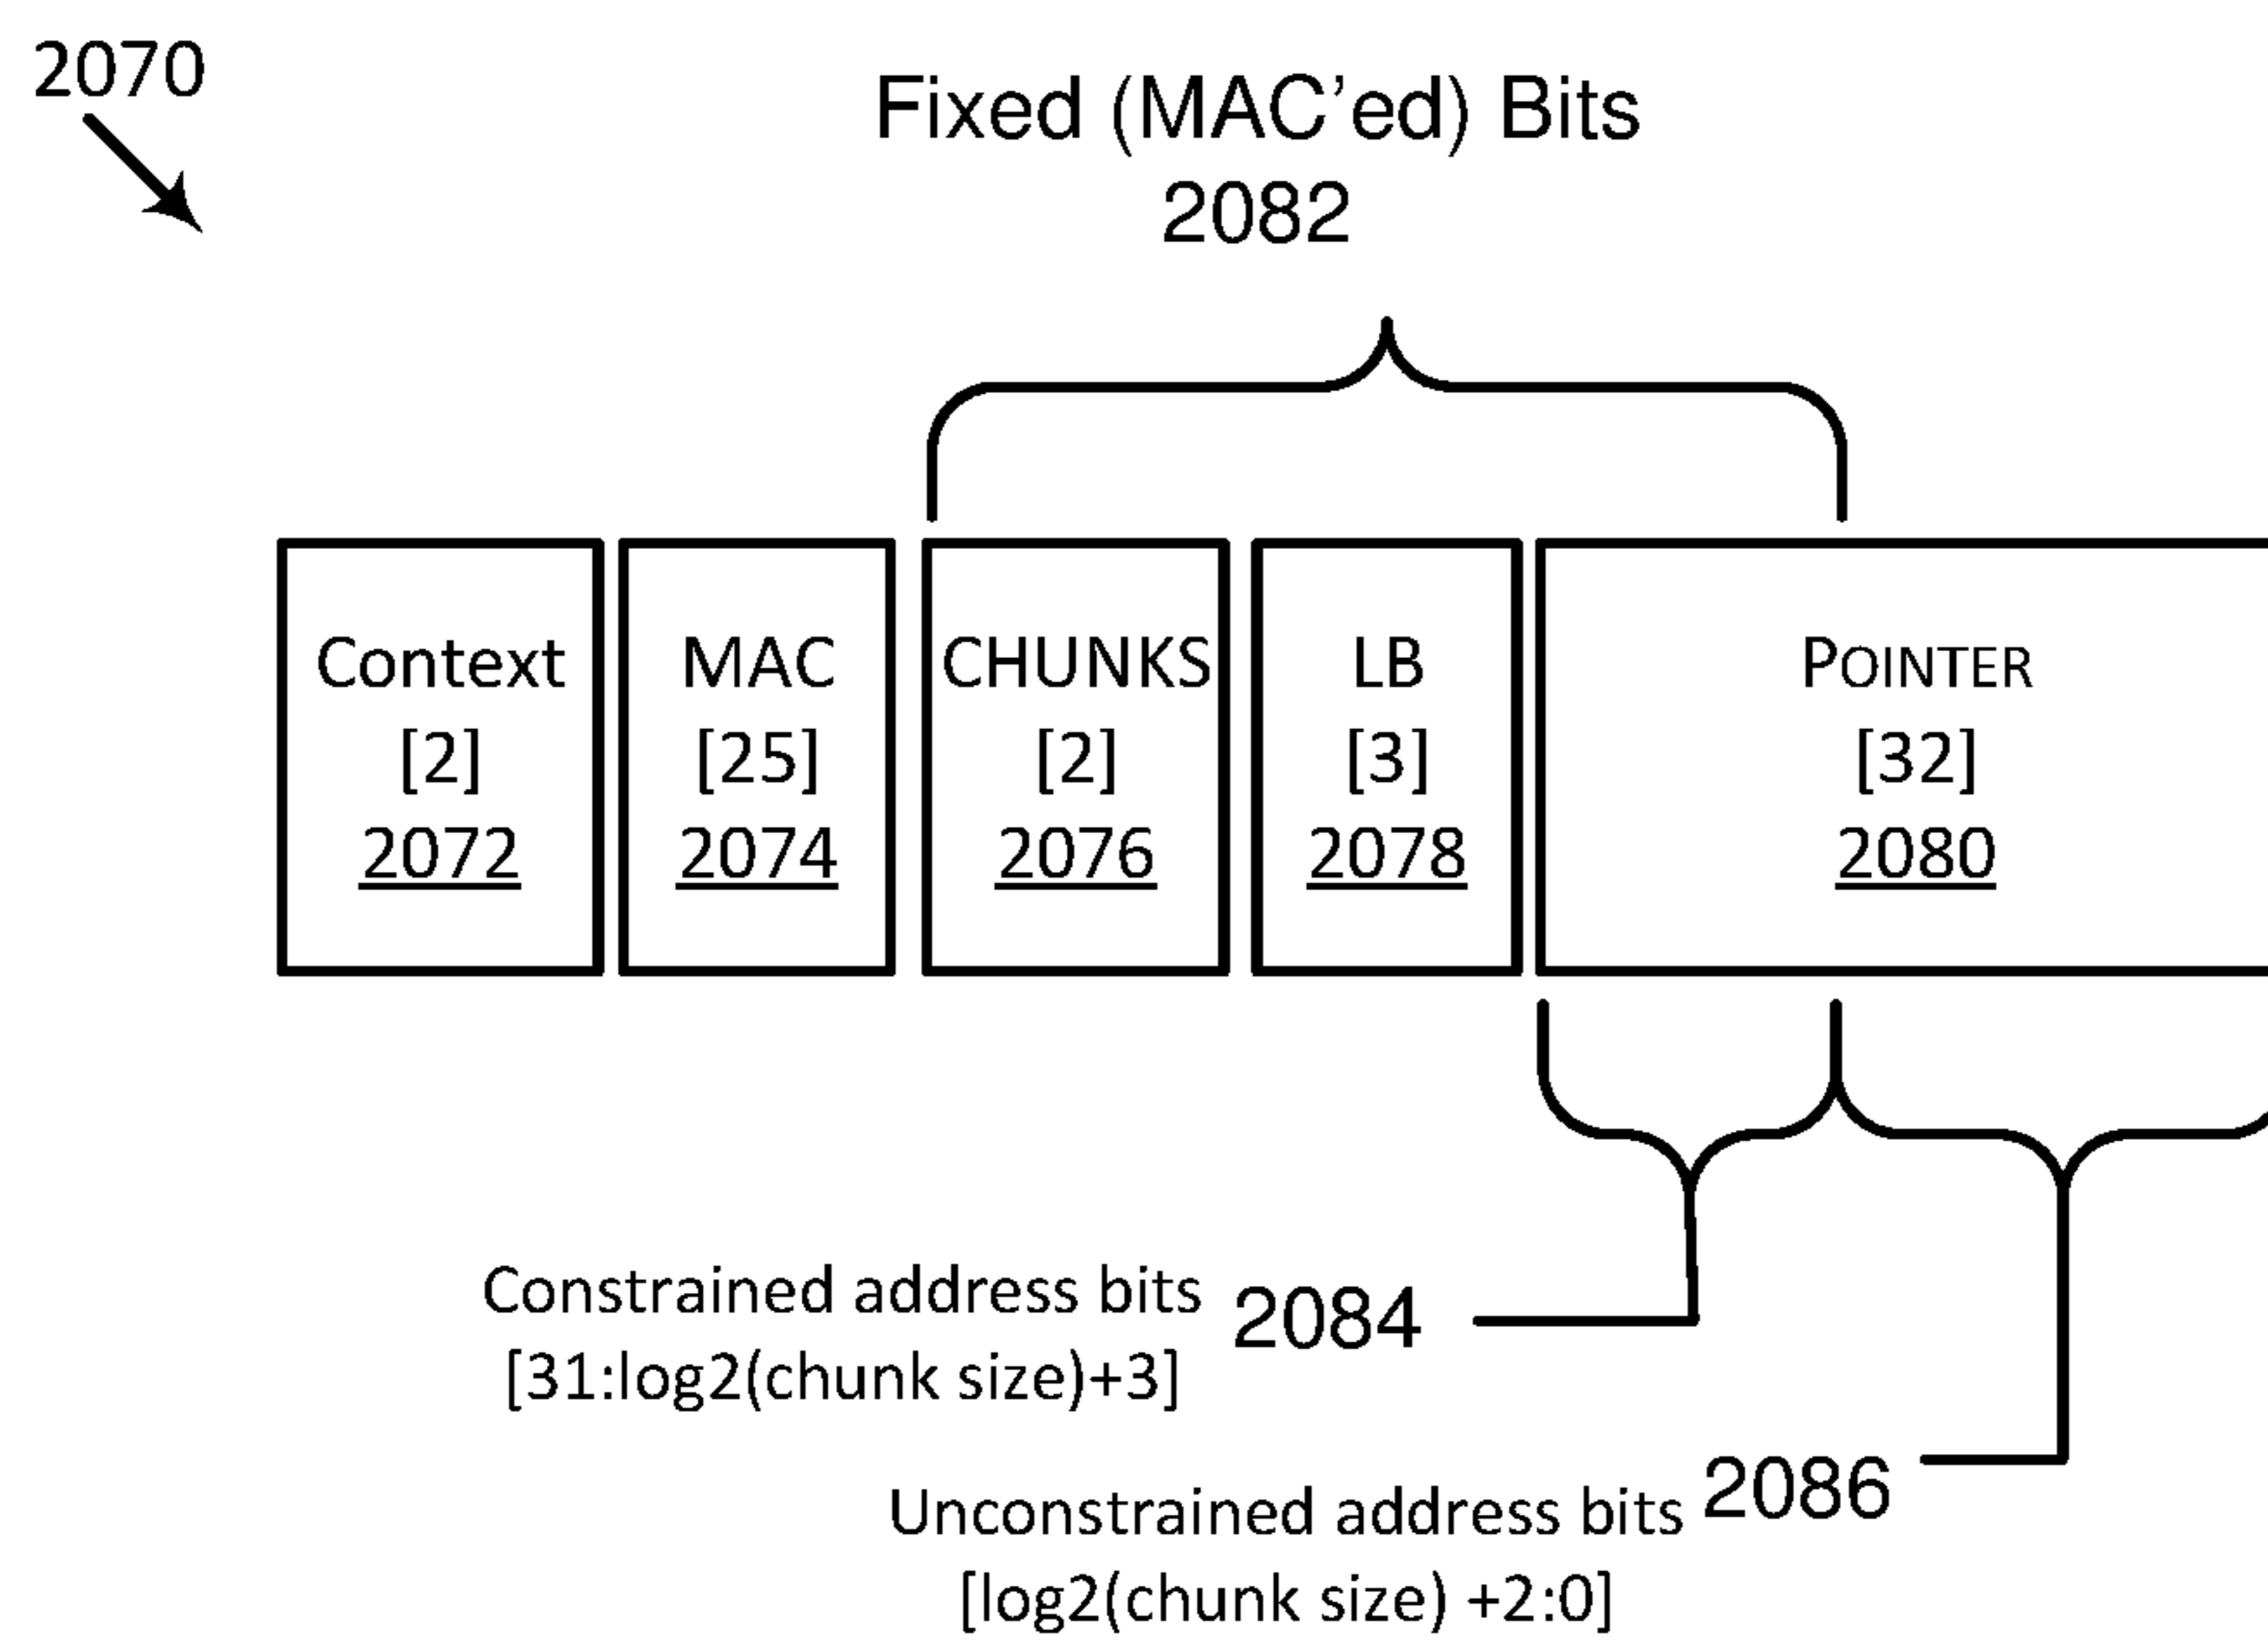 2070
Fixed (MAC'ed) Bits
2082
Context
[2]
2072
MAC
[25]
2074
CHUNKS
[2]
2076
LB
[3]
2078
POINTER
[32]
2080
Constrained address bits 2084
[31:log2(chunk size)+3]
Unconstrained address bits 2086
[log2(chunk size) +2:0]